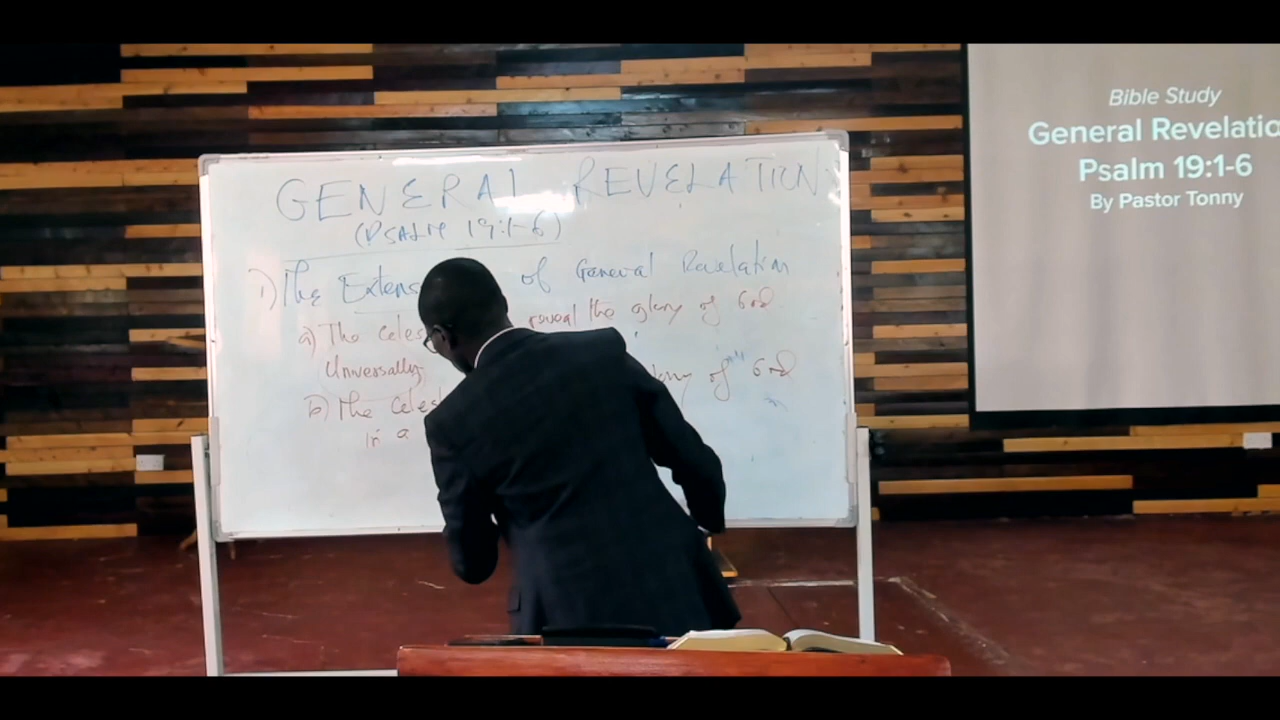 GENERAL REVELATION
(PSALM 19:1-6)
1) The Extens of General Revelation
a) The Celes reveal the glory of God
Universally
of God
b) The Celes
in a
Bible Study
General Revelatio
Psalm 19:1-6
By Pastor Tonny